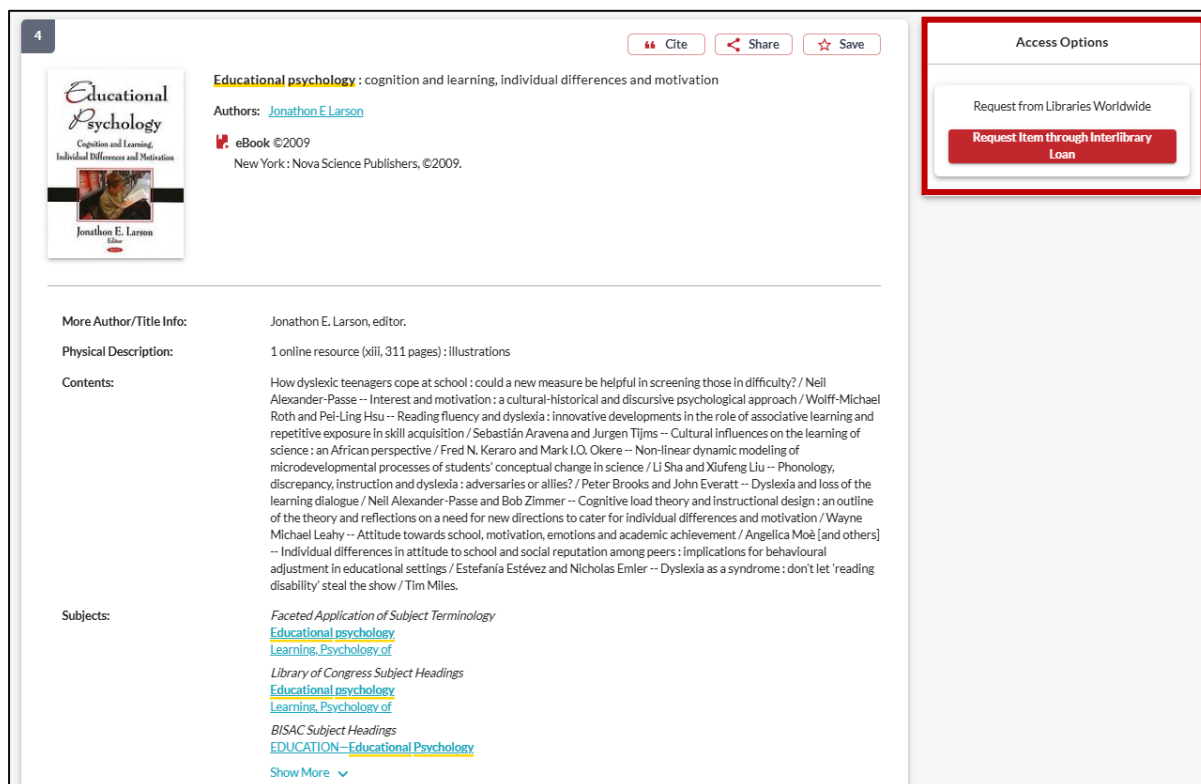 4
Cite
Share
Save
Educational
Psychology
Cognition and Learning,
Individual Differences and Motivation
Jonathon E. Larson
Editor
Educational psychology : cognition and learning, individual differences and motivation
Authors: Jonathon E Larson
eBook ©2009
New York : Nova Science Publishers, ©2009.
Access Options
Request from Libraries Worldwide
Request Item through Interlibrary
Loan
More Author/Title Info: Jonathon E. Larson, editor.
Physical Description: 1 online resource (xiii, 311 pages) : illustrations
Contents: How dyslexic teenagers cope at school : could a new measure be helpful in screening those in difficulty? / Neil
Alexander-Passe -- Interest and motivation : a cultural-historical and discursive psychological approach / Wolff-Michael
Roth and Pei-Ling Hsu -- Reading fluency and dyslexia : innovative developments in the role of associative learning and
repetitive exposure in skill acquisition / Sebastián Aravena and Jurgen Tijms -- Cultural influences on the learning of
science : an African perspective / Fred N. Keraro and Mark I.O. Okere -- Non-linear dynamic modeling of
microdevelopmental processes of students' conceptual change in science / Li Sha and Xiufeng Liu -- Phonology,
discrepancy, instruction and dyslexia : adversaries or allies? / Peter Brooks and John Everatt -- Dyslexia and loss of the
learning dialogue / Neil Alexander-Passe and Bob Zimmer -- Cognitive load theory and instructional design : an outline
of the theory and reflections on a need for new directions to cater for individual differences and motivation / Wayne
Michael Leahy -- Attitude towards school, motivation, emotions and academic achievement / Angelica Moè [and others]
-- Individual differences in attitude to school and social reputation among peers : implications for behavioural
adjustment in educational settings / Estefanía Estévez and Nicholas Emler -- Dyslexia as a syndrome : don't let 'reading
disability' steal the show / Tim Miles.
Subjects: Faceted Application of Subject Terminology
Educational psychology
Learning, Psychology of
Library of Congress Subject Headings
Educational psychology
Learning, Psychology of
BISAC Subject Headings
EDUCATION—Educational Psychology
Show More